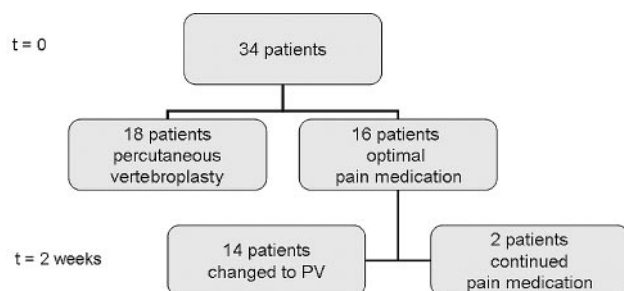 t = 0
34 patients
18 patients
percutaneous
vertebroplasty
16 patients
optimal
pain medication
t = 2 weeks
14 patients
changed to PV
2 patients
continued
pain medication